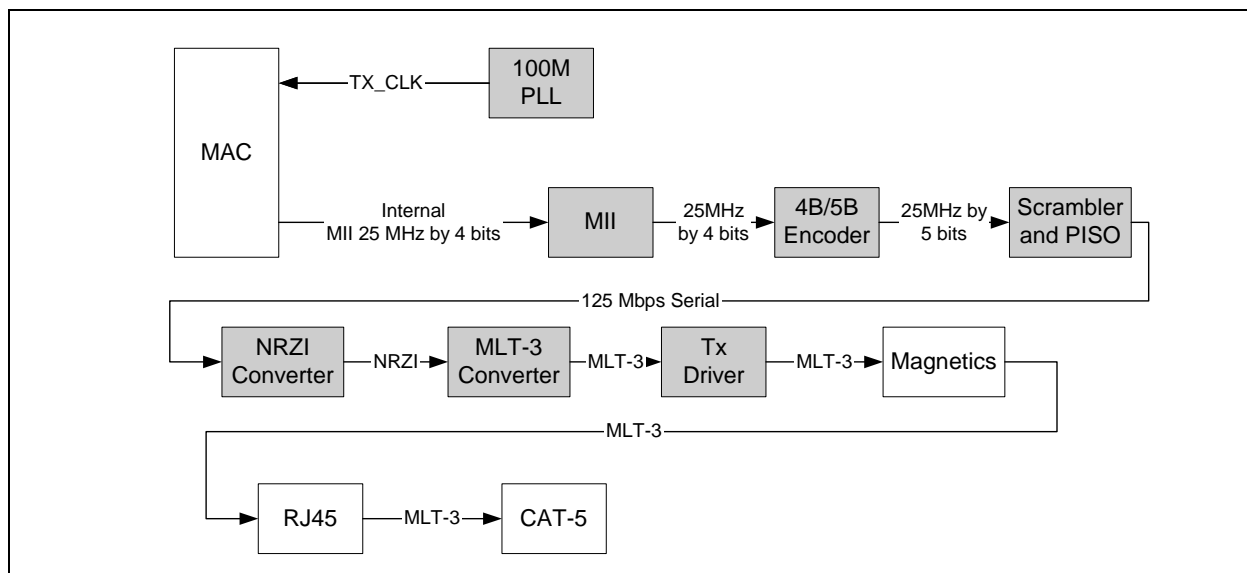 100M
PLL
TX_CLK
MAC
Internal
MII 25 MHz by 4 bits
MII
25MHz
by 4 bits
4B/5B
Encoder
25MHz by
5 bits
Scrambler
and PISO
125 Mbps Serial
NRZI
Converter
NRZI
MLT-3
Converter
MLT-3
Tx
Driver
MLT-3
Magnetics
MLT-3
RJ45
MLT-3
CAT-5